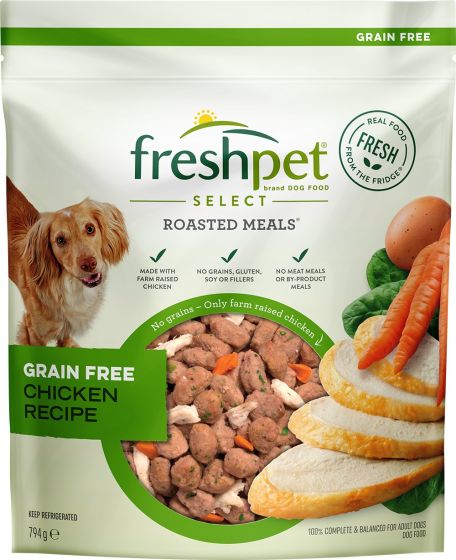 GRAIN FREE
freshpet®
brand DOG FOOD
SELECT
ROASTED MEALS®
REAL FOOD
FRESH
FROM THE FRIDGE®
MADE WITH
FARM RAISED
CHICKEN
NO GRAINS, GLUTEN,
SOY OR FILLERS
NO MEAT MEALS
OR BY-PRODUCT
MEALS
No grains – Only farm raised chicken
GRAIN FREE
CHICKEN
RECIPE
KEEP REFRIGERATED
794g ℮
100% COMPLETE & BALANCED FOR ADULT DOGS
DOG FOOD